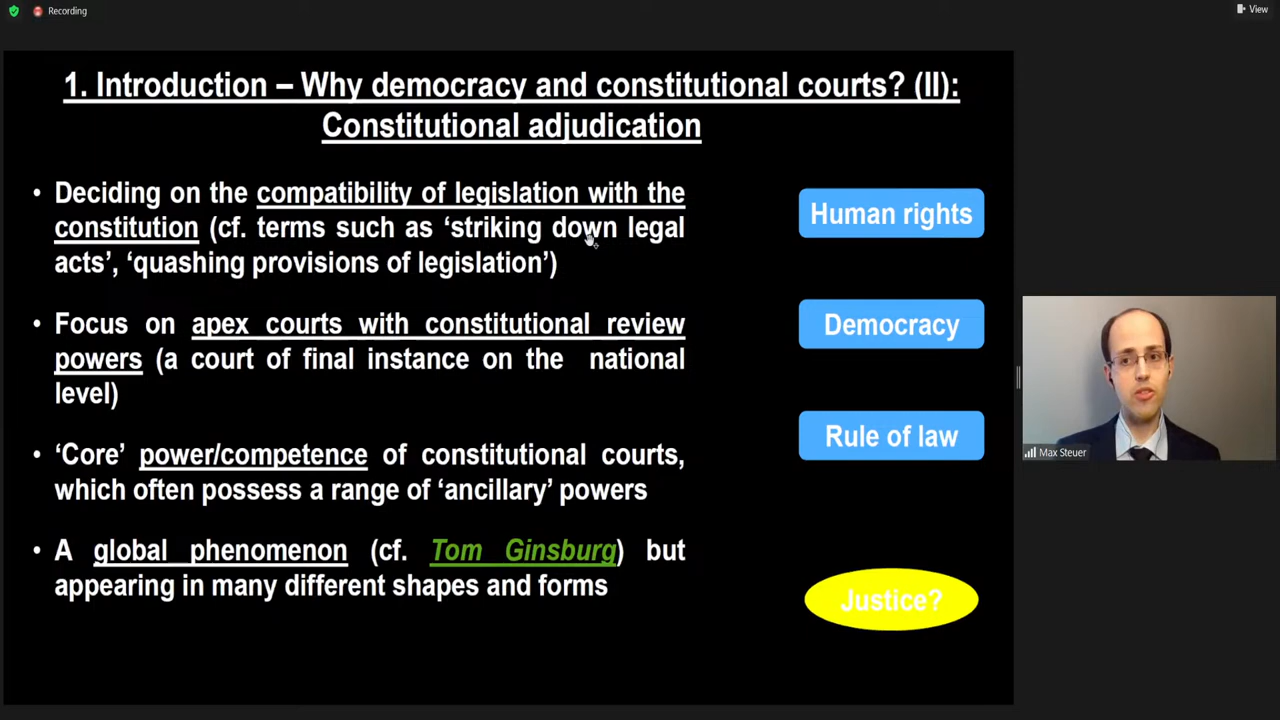 Recording
View
1. Introduction – Why democracy and constitutional courts? (II):
Constitutional adjudication
• Deciding on the compatibility of legislation with the
constitution (cf. terms such as ‘striking down legal
acts’, ‘quashing provisions of legislation’)
• Focus on apex courts with constitutional review
powers (a court of final instance on the national
level)
• ‘Core’ power/competence of constitutional courts,
which often possess a range of ‘ancillary’ powers
• A global phenomenon (cf. Tom Ginsburg) but
appearing in many different shapes and forms
Human rights
Democracy
Rule of law
Justice?
Max Steuer